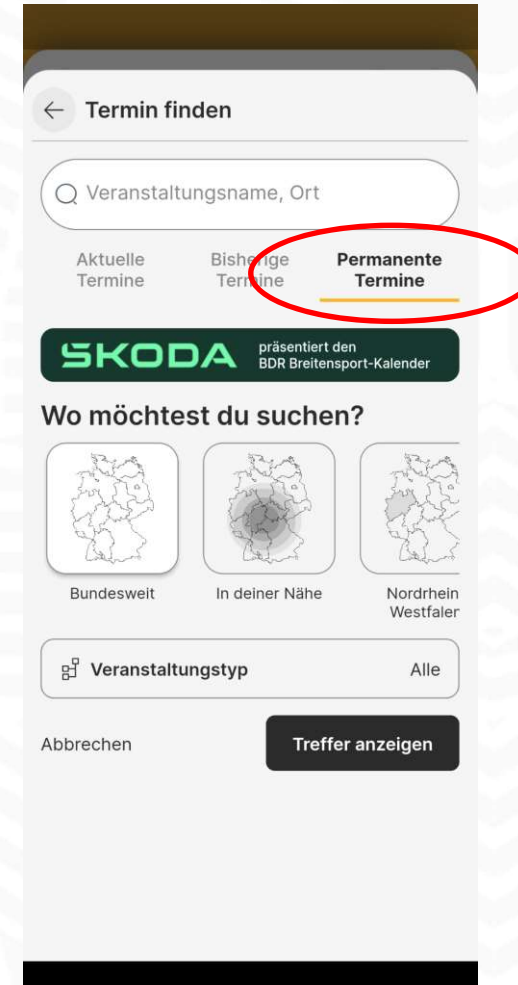 Termin finden
Veranstaltungsname, Ort
Aktuelle
Termine
Bisherige
Termine
Permanente
Termine
SKODA
präsentiert den
BDR Breitensport-Kalender
Wo möchtest du suchen?
Bundesweit
In deiner Nähe
Nordrhein
Westfalen
Veranstaltungstyp
Alle
Abbrechen
Treffer anzeigen